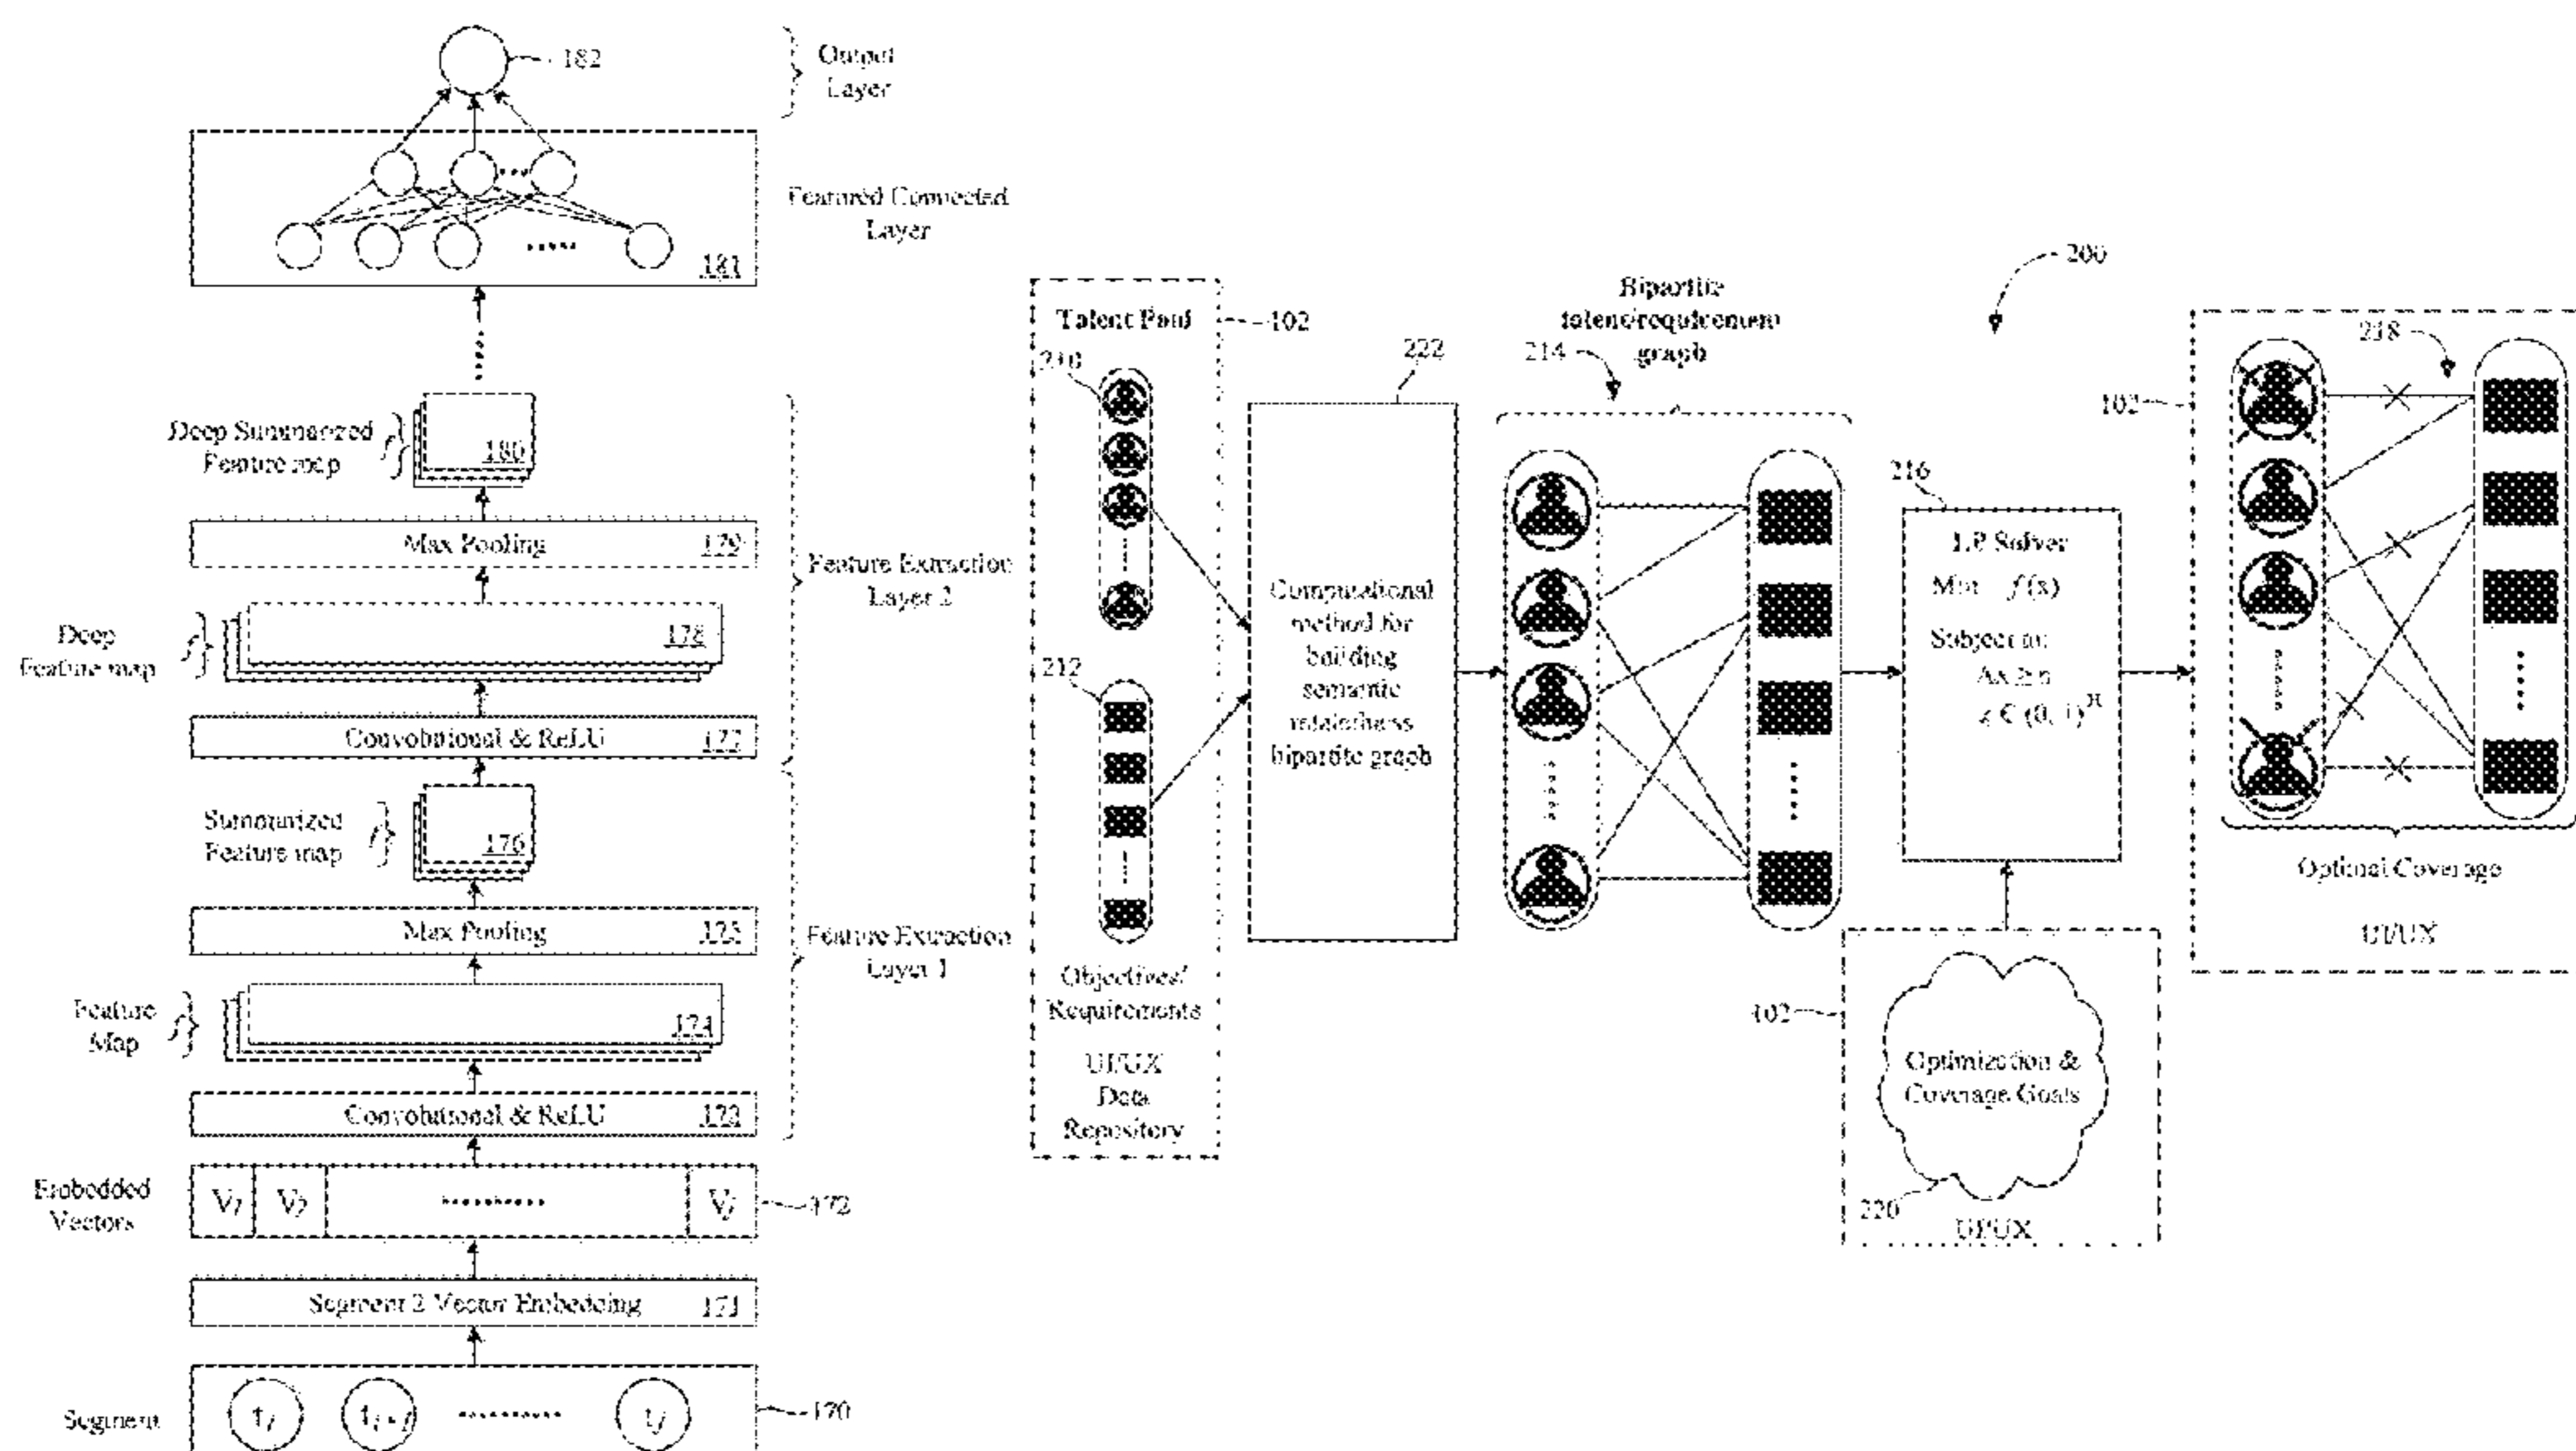 182
Output
Layer
Featured Connected
Layer
181
Deep Summarized
Feature map
f
180
Max Pooling 179
Feature Extraction
Layer 2
Deep
Feature map
f
178
Convolutional & ReLU 177
Summarized
Feature map
f
176
Max Pooling 175
Feature Extraction
Layer 1
Feature
Map
f
174
Convolutional & ReLU 173
Embedded
Vectors
V
V
V
172
Segment 2 Vector Embedding 171
Segment
170
200
Talent Pool
102
210
212
Objectives/
Requirements
UI/UX
Data
Repository
222
Computational
method for
building
semantic
relatedness
bipartite graph
Bipartite
talent/requirement
graph
214
216
LP Solver
Min f(x)
Subject to:
102
Optimization &
Coverage Goals
220
UI/UX
102
218
Optimal Coverage
UI/UX